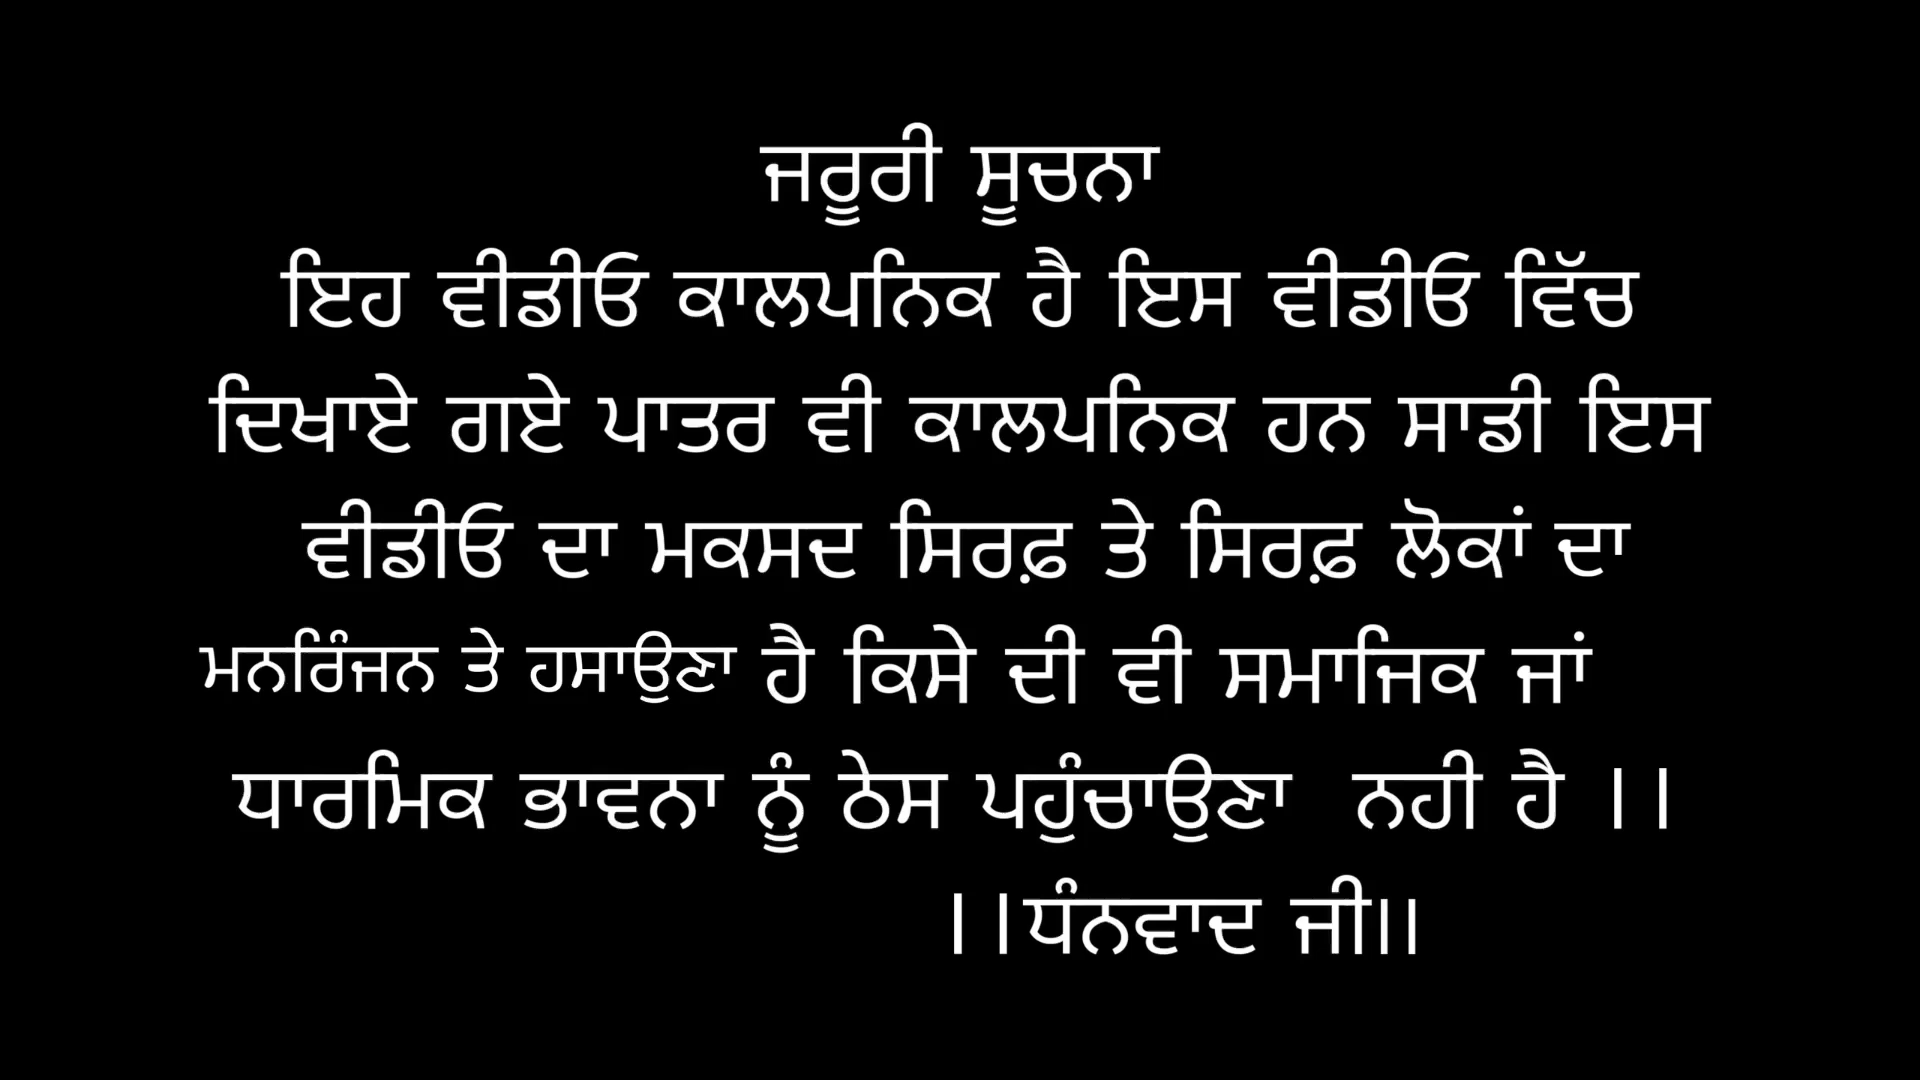 ਜਰੂਰੀ ਸੂਚਨਾ
ਇਹ ਵੀਡੀਓ ਕਾਲਪਨਿਕ ਹੈ ਇਸ ਵੀਡੀਓ ਵਿੱਚ
ਦਿਖਾਏ ਗਏ ਪਾਤਰ ਵੀ ਕਾਲਪਨਿਕ ਹਨ ਸਾਡੀ ਇਸ
ਵੀਡੀਓ ਦਾ ਮਕਸਦ ਸਿਰਫ਼ ਤੇ ਸਿਰਫ਼ ਲੋਕਾਂ ਦਾ
ਮਨਰਿੰਜਨ ਤੇ ਹਸਾਉਣਾ ਹੈ ਕਿਸੇ ਦੀ ਵੀ ਸਮਾਜਿਕ ਜਾਂ
ਧਾਰਮਿਕ ਭਾਵਨਾ ਨੂੰ ਠੇਸ ਪਹੁੰਚਾਉਣਾ ਨਹੀ ਹੈ ।।
।।ਧੰਨਵਾਦ ਜੀ॥